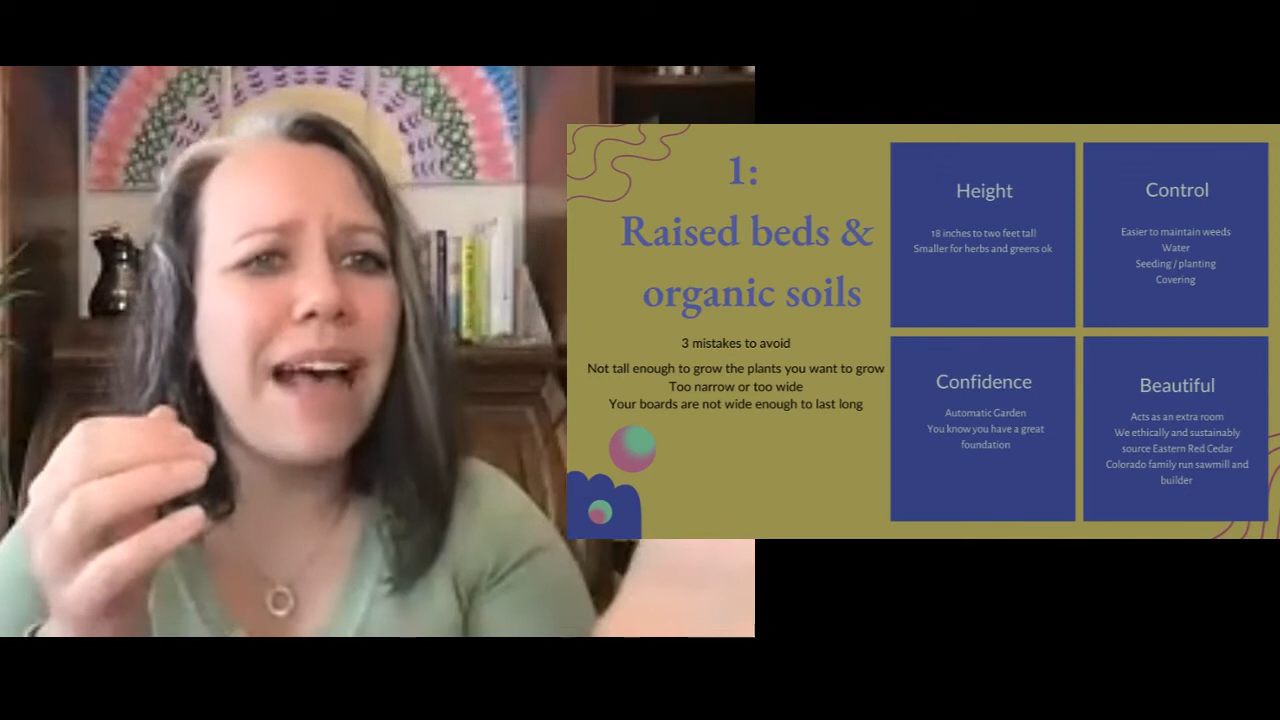 1:
Raised beds &
organic soils
3 mistakes to avoid
Not tall enough to grow the plants you want to grow
Too narrow or too wide
Your boards are not wide enough to last long
Height
18 inches to two feet tall
Smaller for herbs and greens ok
Control
Easier to maintain weeds
Water
Seeding / planting
Covering
Confidence
Automatic Garden
You know you have a great
foundation
Beautiful
Acts as an extra room
We ethically and sustainably
source Eastern Red Cedar
Colorado family run sawmill and
builder